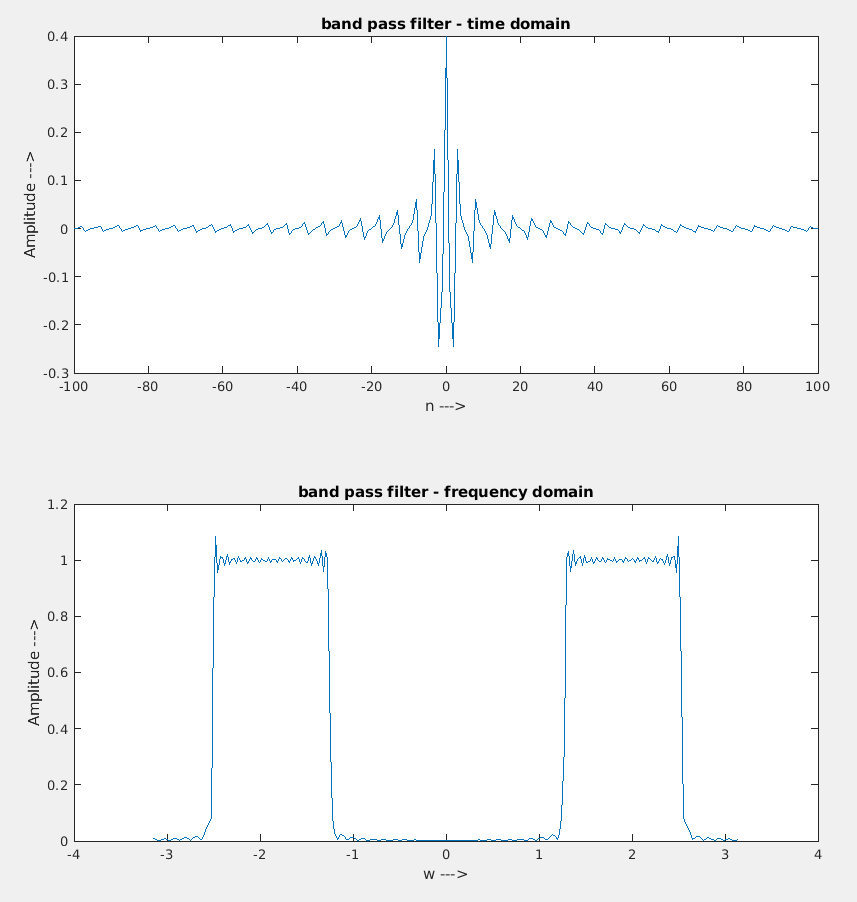 band pass filter - time domain
0.4
0.3
0.2
0.1
0
-0.1
-0.2
-0.3
Amplitude --->
-100 -80 -60 -40 -20 0 20 40 60 80 100
n --->
band pass filter - frequency domain
1.2
1
0.8
0.6
0.4
0.2
0
Amplitude --->
-4 -3 -2 -1 0 1 2 3 4
w --->